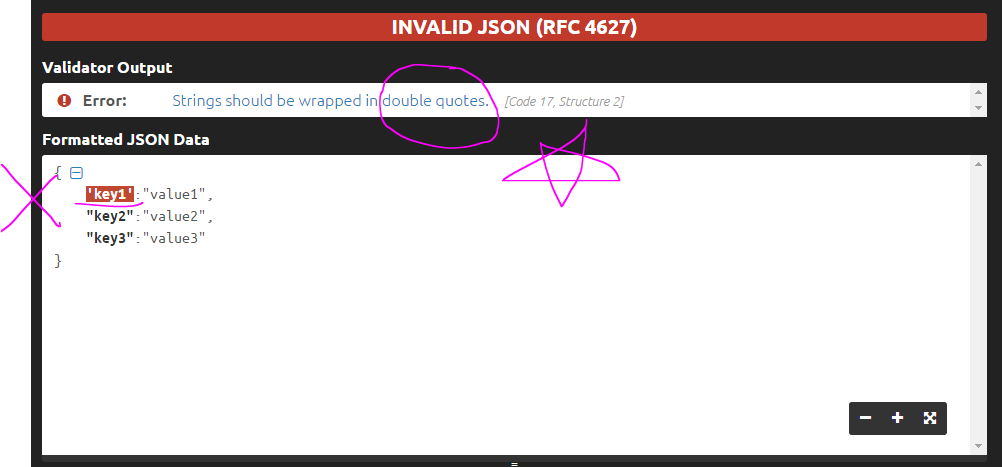 INVALID JSON (RFC 4627)
Validator Output
Error: Strings should be wrapped in double quotes. [Code 17, Structure 2]
Formatted JSON Data
{
'key1':"value1",
"key2":"value2",
"key3":"value3"
}